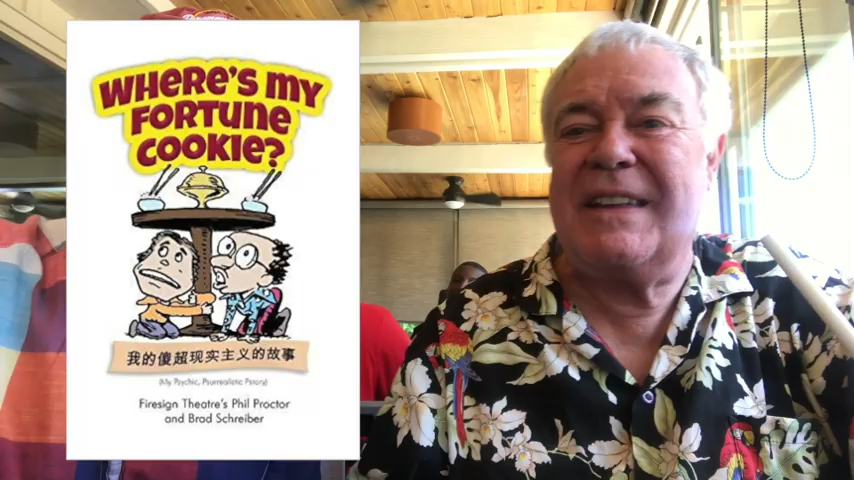 WHERE'S MY
FORTUNE
COOKIE?
我的傻超现实主义的故事
(My Psychic, Psurrealistic Pstory)
Firesign Theatre's Phil Proctor
and Brad Schreiber